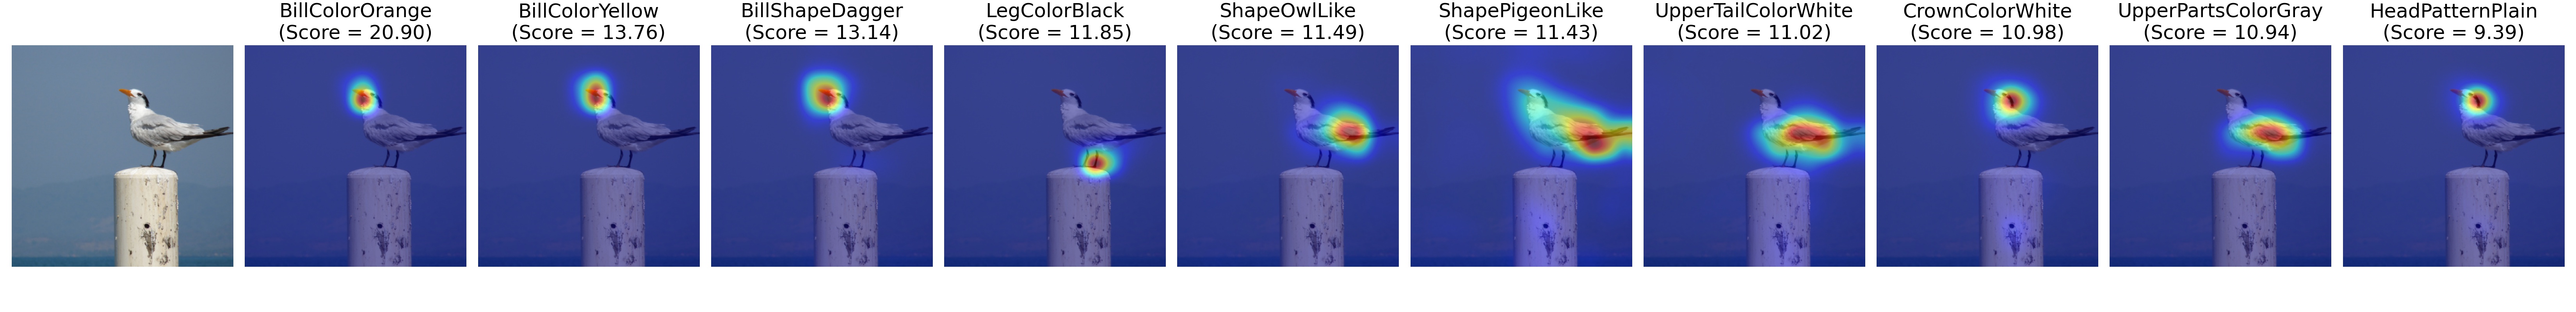 BillColorOrange
(Score = 20.90)
BillColorYellow
(Score = 13.76)
BillShapeDagger
(Score = 13.14)
LegColorBlack
(Score = 11.85)
ShapeOwlLike
(Score = 11.49)
ShapePigeonLike
(Score = 11.43)
UpperTailColorWhite
(Score = 11.02)
CrownColorWhite
(Score = 10.98)
UpperPartsColorGray
(Score = 10.94)
HeadPatternPlain
(Score = 9.39)